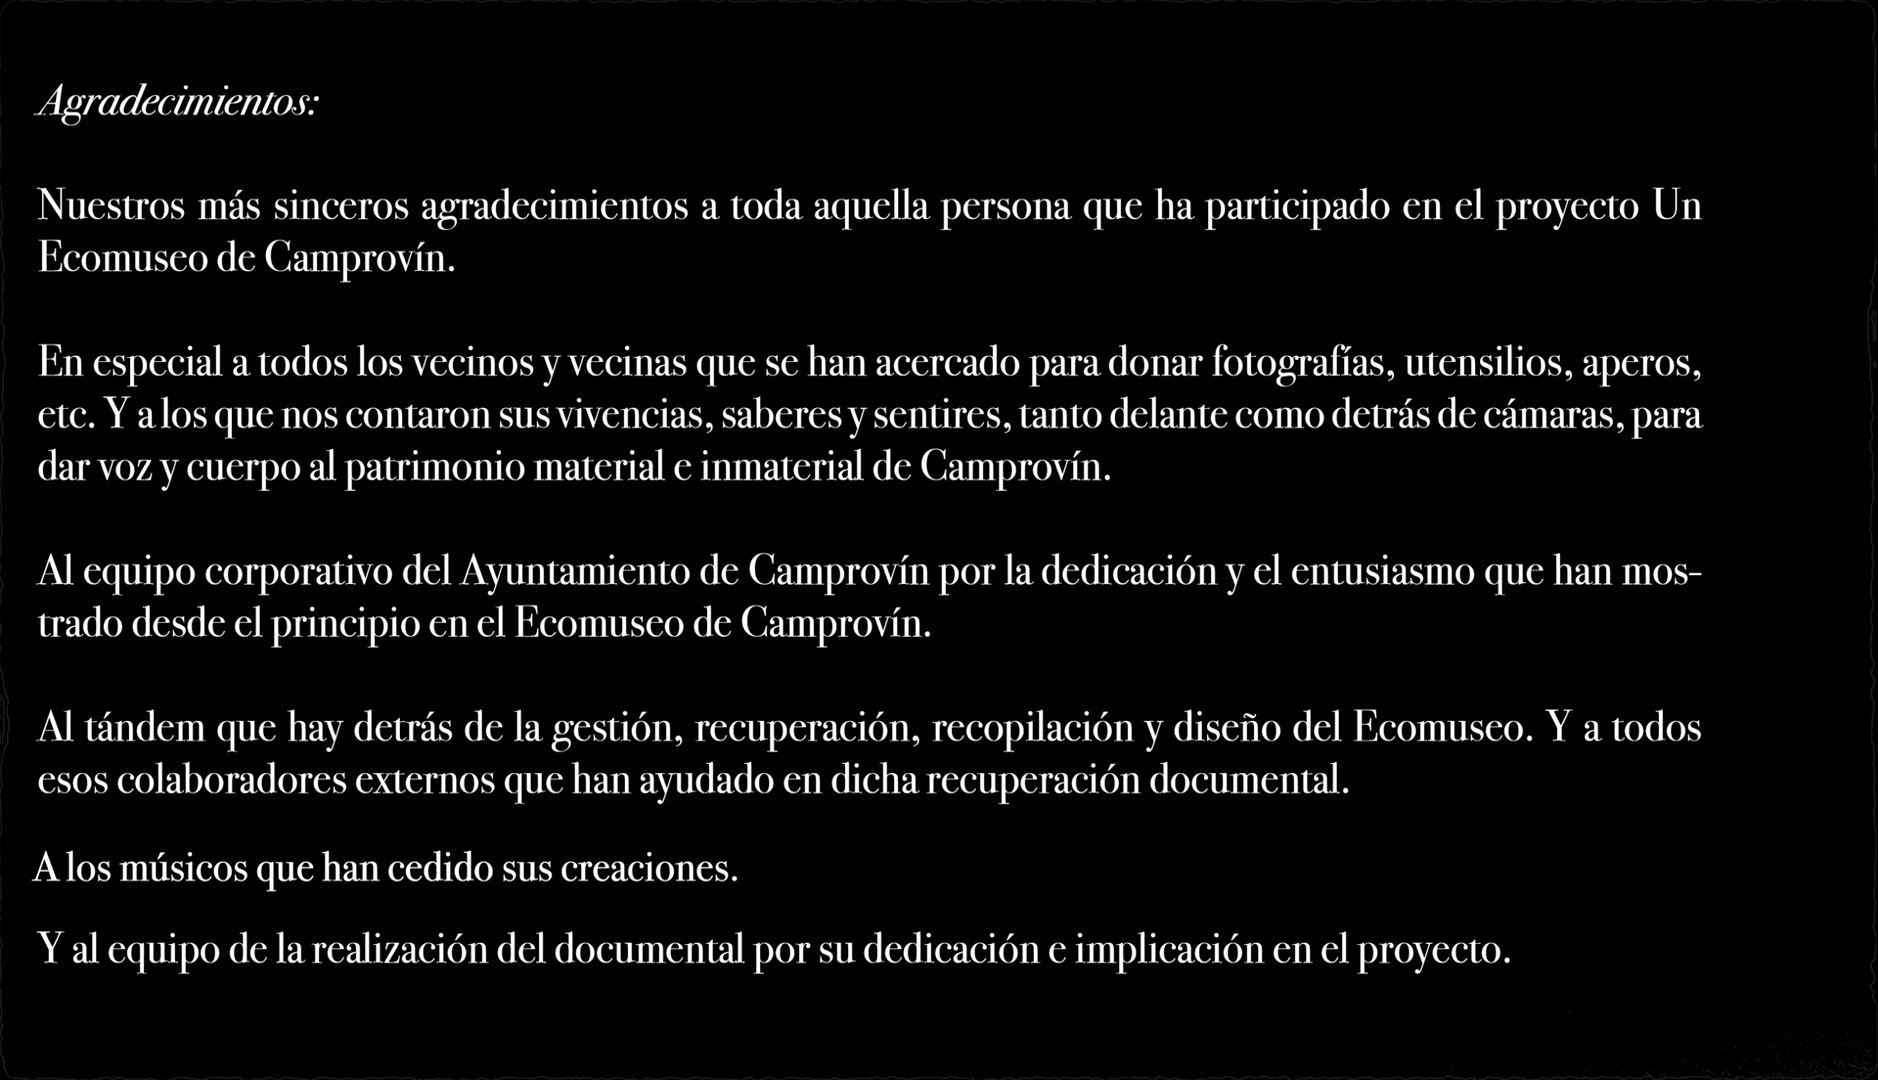 Agradecimientos:
Nuestros más sinceros agradecimientos a toda aquella persona que ha participado en el proyecto Un
Ecomuseo de Camprovín.
En especial a todos los vecinos y vecinas que se han acercado para donar fotografías, utensilios, aperos,
etc. Y a los que nos contaron sus vivencias, saberes y sentires, tanto delante como detrás de cámaras, para
dar voz y cuerpo al patrimonio material e inmaterial de Camprovín.
Al equipo corporativo del Ayuntamiento de Camprovín por la dedicación y el entusiasmo que han mos-
trado desde el principio en el Ecomuseo de Camprovín.
Al tándem que hay detrás de la gestión, recuperación, recopilación y diseño del Ecomuseo. Y a todos
esos colaboradores externos que han ayudado en dicha recuperación documental.
A los músicos que han cedido sus creaciones.
Y al equipo de la realización del documental por su dedicación e implicación en el proyecto.